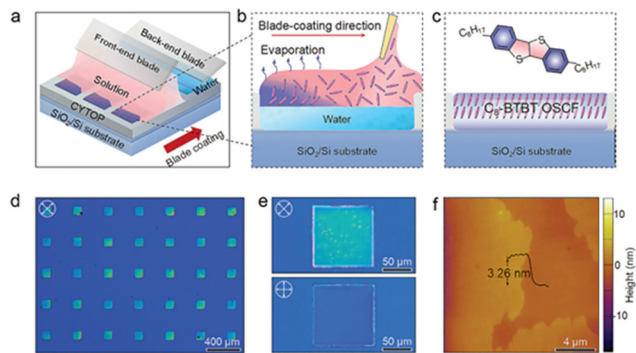 a
Back-end blade
Front-end blade
Solution
Water
CYTOP
SiO₂/Si substrate
Blade coating
b
Blade-coating direction
Evaporation
Water
SiO₂/Si substrate
c
C₈H₁₇
S
S
C₈H₁₇
C₈-BTBT OSCF
SiO₂/Si substrate
d
400 μm
e
50 μm
50 μm
f
3.26 nm
4 μm
10
0
-10
Height (nm)